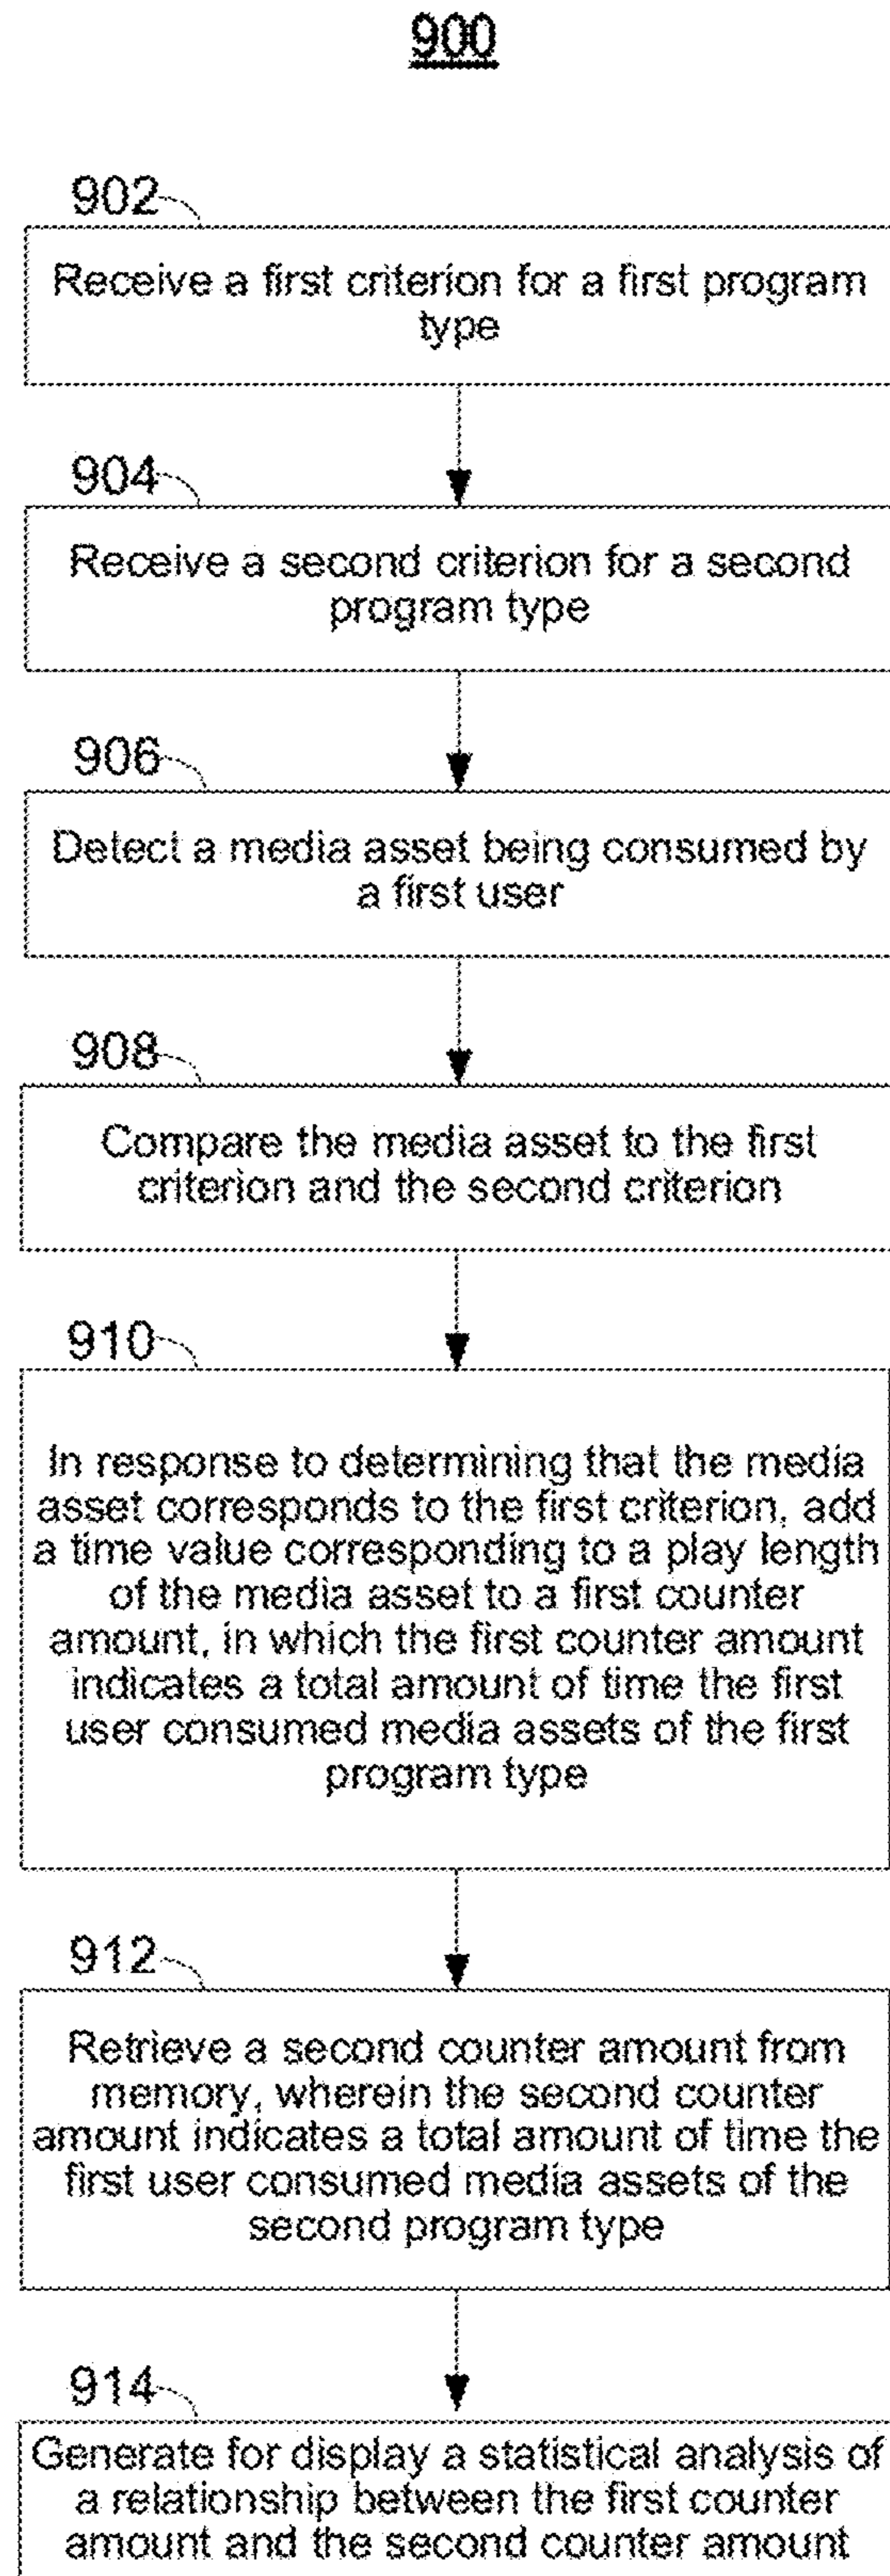 900
902
Receive a first criterion for a first program
type
904
Receive a second criterion for a second
program type
906
Detect a media asset being consumed by
a first user
908
Compare the media asset to the first
criterion and the second criterion
910
In response to determining that the media
asset corresponds to the first criterion, add
a time value corresponding to a play length
of the media asset to a first counter
amount, in which the first counter amount
indicates a total amount of time the first
user consumed media assets of the first
program type
912
Retrieve a second counter amount from
memory, wherein the second counter
amount indicates a total amount of time the
first user consumed media assets of the
second program type
914
Generate for display a statistical analysis of
a relationship between the first counter
amount and the second counter amount